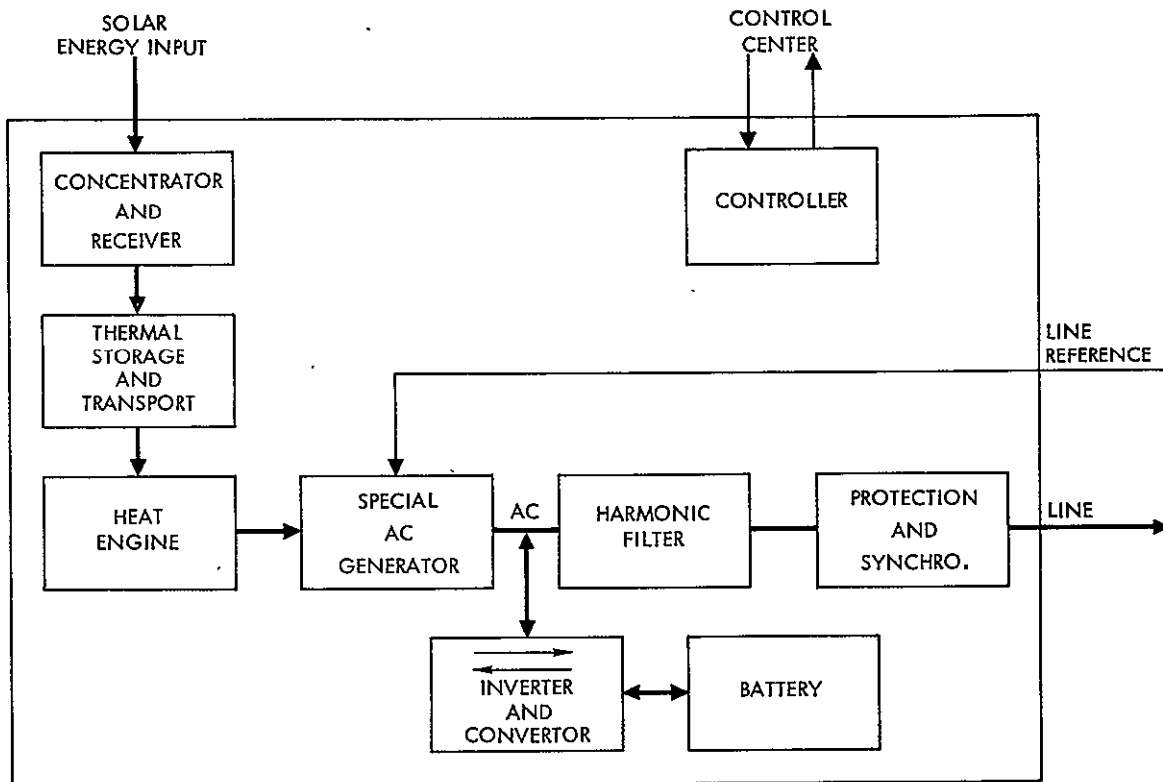 SOLAR
ENERGY INPUT
CONTROL
CENTER
CONCENTRATOR
AND
RECEIVER
CONTROLLER
THERMAL
STORAGE
AND
TRANSPORT
LINE
REFERENCE
HEAT
ENGINE
SPECIAL
AC
GENERATOR
AC
HARMONIC
FILTER
PROTECTION
AND
SYNCHRO.
LINE
INVERTER
AND
CONVERTOR
BATTERY